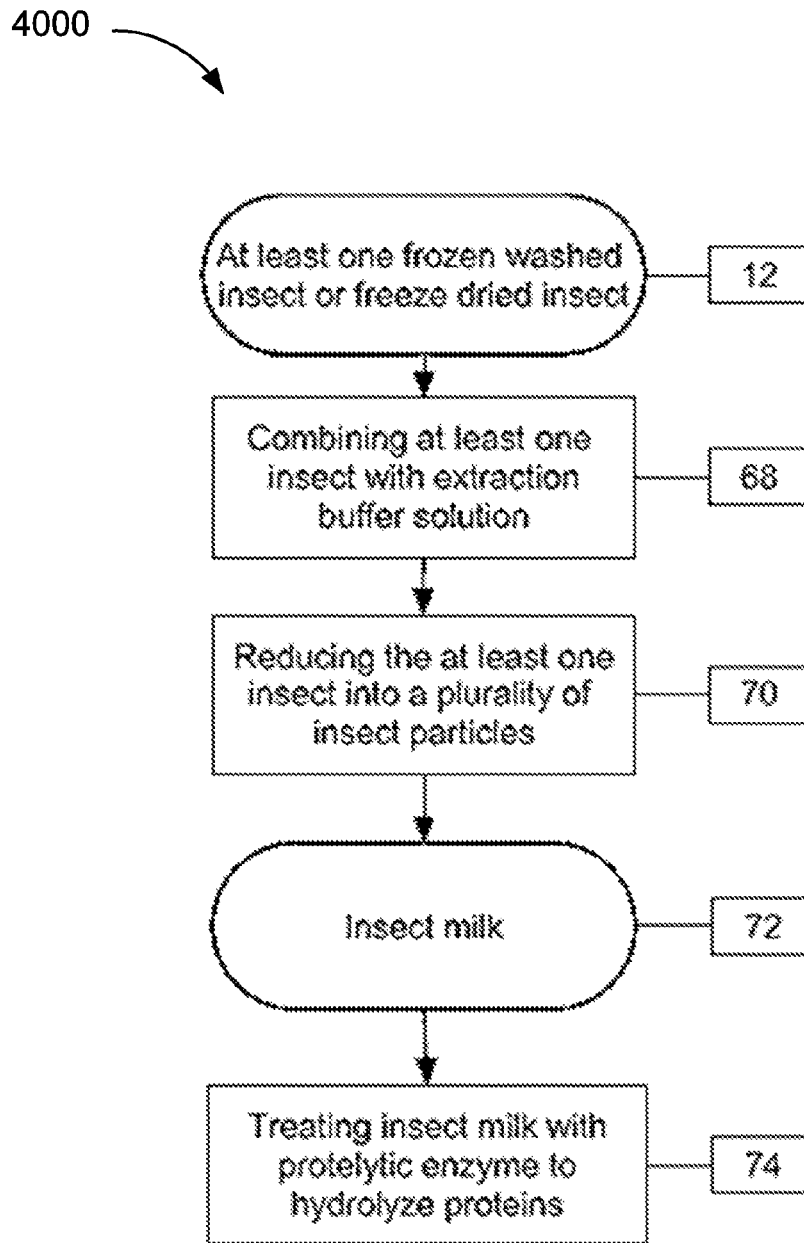 4000
At least one frozen washed
insect or freeze dried insect
12
Combining at least one
insect with extraction
buffer solution
68
Reducing the at least one
insect into a plurality of
insect particles
70
Insect milk
72
Treating insect milk with
protelytic enzyme to
hydrolyze proteins
74